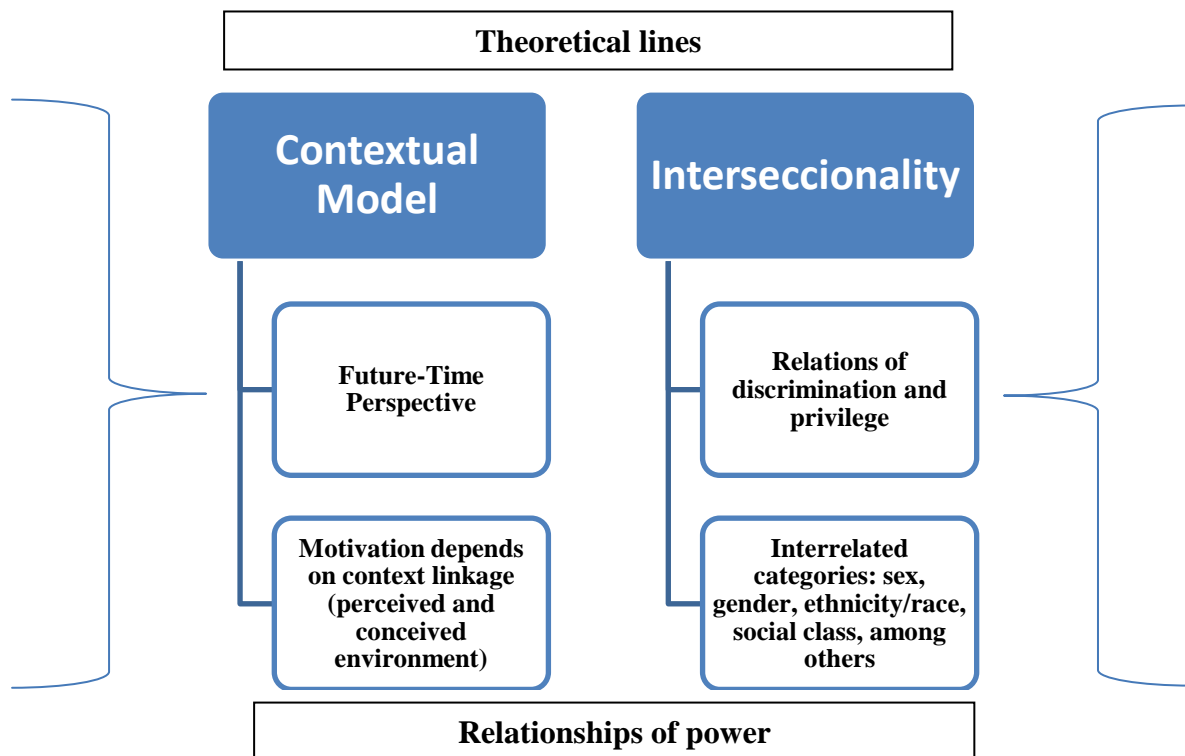 Theoretical lines
Contextual
Model
Future-Time
Perspective
Motivation depends
on context linkage
(perceived and
conceived
environment)
Interseccionality
Relations of
discrimination and
privilege
Interrelated
categories: sex,
gender, ethnicity/race,
social class, among
others
Relationships of power